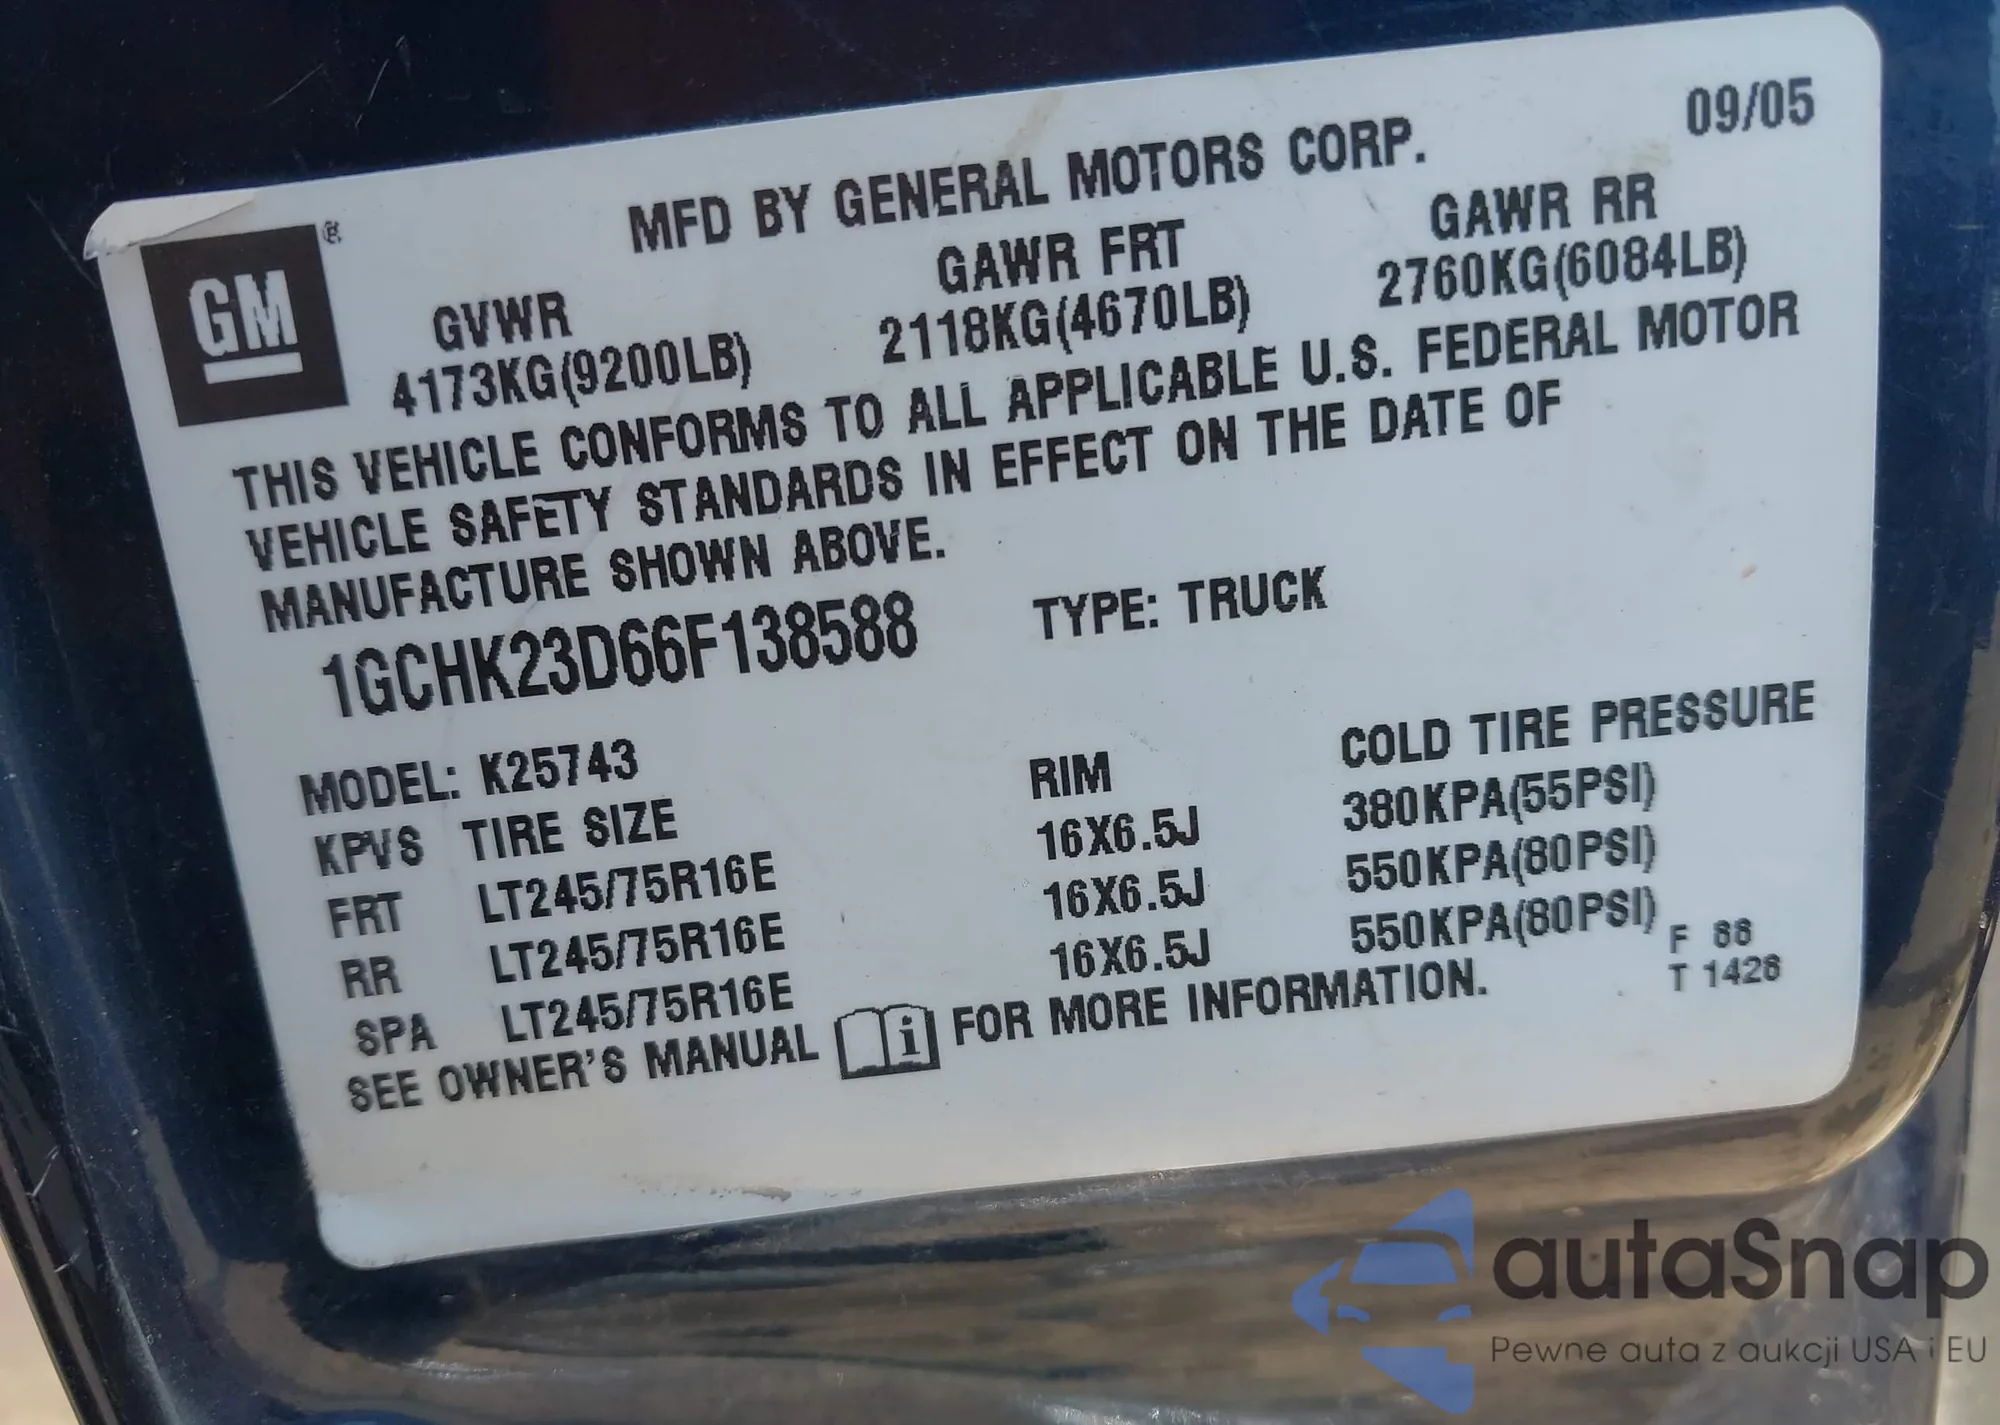 09/05
MFD BY GENERAL MOTORS CORP.
GM®
GVWR GAWR FRT GAWR RR
4173KG(9200LB) 2118KG(4670LB) 2760KG(6084LB)
THIS VEHICLE CONFORMS TO ALL APPLICABLE U.S. FEDERAL MOTOR
VEHICLE SAFETY STANDARDS IN EFFECT ON THE DATE OF
MANUFACTURE SHOWN ABOVE.
1GCHK23D66F138588 TYPE: TRUCK
MODEL: K25743
KPVS TIRE SIZE RIM COLD TIRE PRESSURE
FRT LT245/75R16E 16X6.5J 380KPA(55PSI)
RR LT245/75R16E 16X6.5J 550KPA(80PSI)
SPA LT245/75R16E 16X6.5J 550KPA(80PSI)
SEE OWNER'S MANUAL i FOR MORE INFORMATION.
F 88
T 1428
autaSnap
Pewne auta z aukcji USA i EU